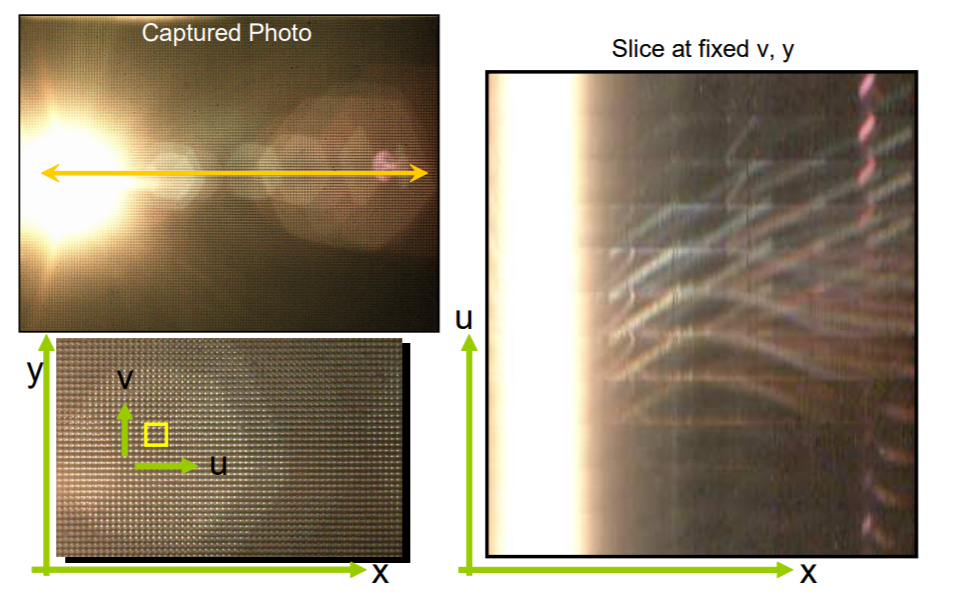 Captured Photo
Slice at fixed v, y
u
y
v
u
x
x